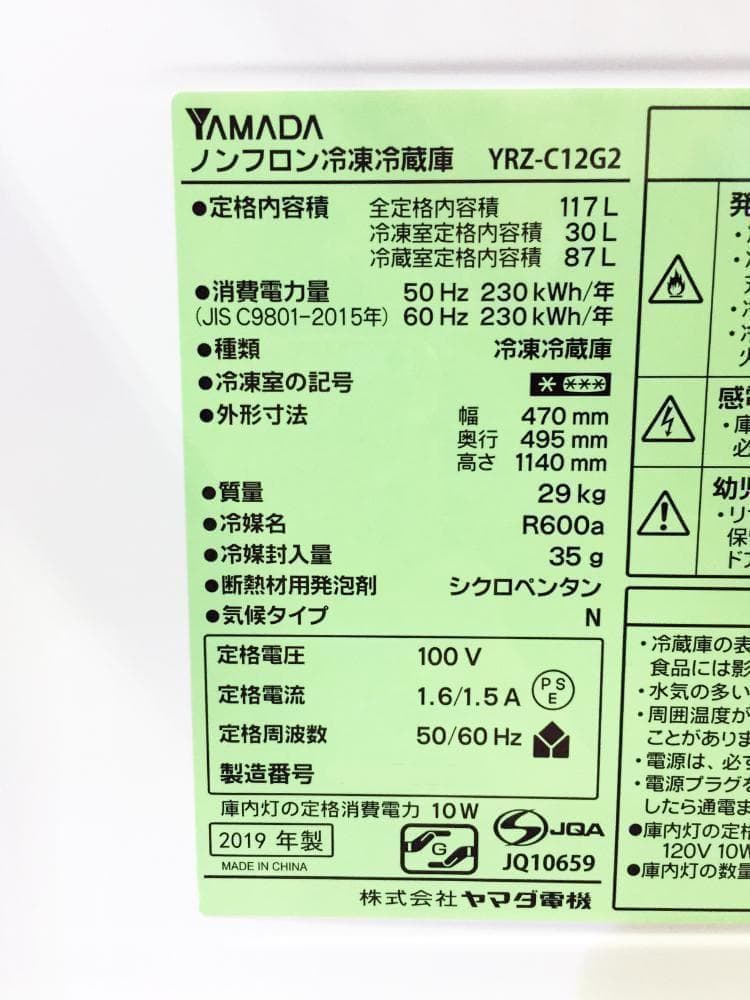 YAMADA
ノンフロン冷凍冷蔵庫 YRZ-C12G2
●定格内容積 全定格内容積 117 L
冷凍室定格内容積 30 L
冷蔵室定格内容積 87 L
●消費電力量 50 Hz 230 kWh/年
(JIS C9801-2015年) 60 Hz 230 kWh/年
●種類 冷凍冷蔵庫
●冷凍室の記号
●外形寸法 幅 470 mm
奥行 495 mm
高さ 1140 mm
●質量 29 kg
●冷媒名 R600a
●冷媒封入量 35 g
●断熱材用発泡剤 シクロペンタン
●気候タイプ N
定格電圧 100 V
定格電流 1.6/1.5 A PSE
定格周波数 50/60 Hz
製造番号
庫内灯の定格消費電力 10W
2019 年製
MADE IN CHINA
G
JQA
JQ10659
株式会社ヤマダ電機
感電
幼児
・リ
保管
ドア
・冷蔵庫の表
食品には影
・水気の多い
・周囲温度が
ことがありま
・電源は、必ず
・電源プラグを
したら通電ま
●庫内灯の定格
120V 10W
●庫内灯の数量